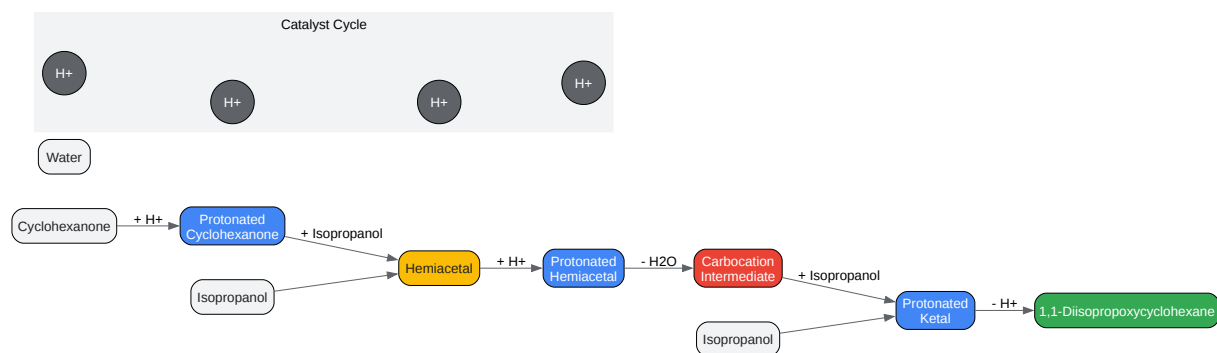 Catalyst Cycle
H+
H+
H+
H+
Water
Cyclohexanone
+ H+
Protonated
Cyclohexanone
+ Isopropanol
Isopropanol
Hemiacetal
+ H+
Protonated
Hemiacetal
- H2O
Carbocation
Intermediate
+ Isopropanol
Isopropanol
Protonated
Ketal
- H+
1,1-Diisopropoxycyclohexane